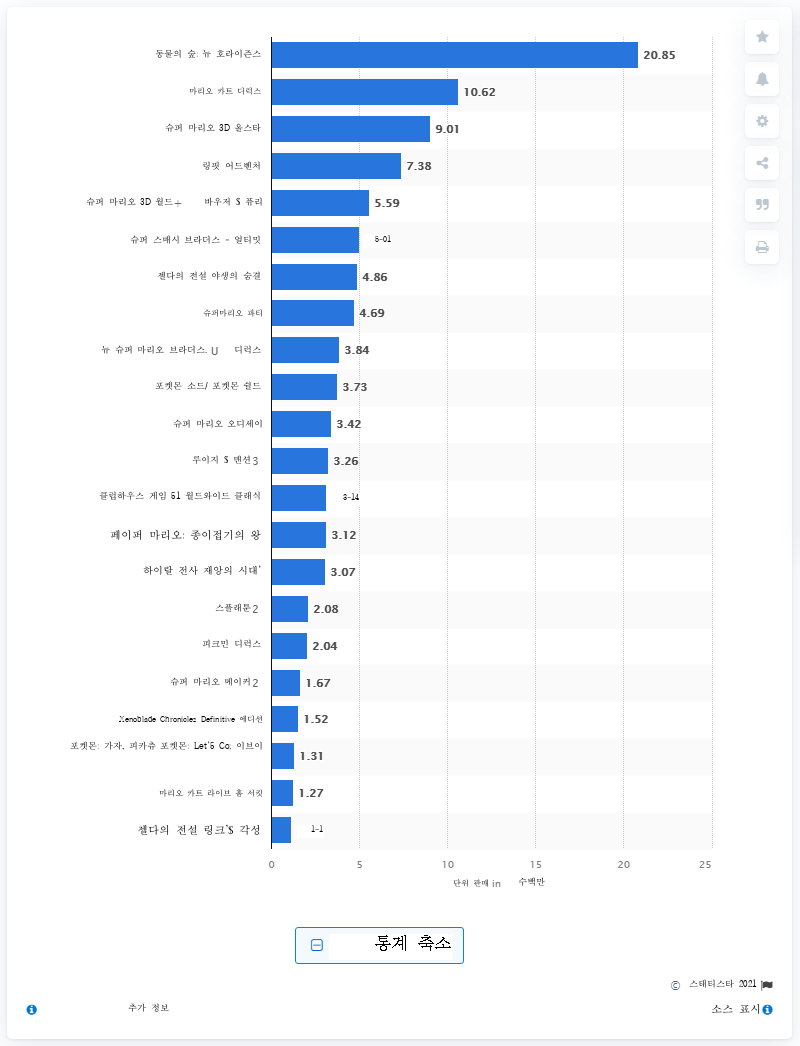 동물의 숲: 뉴 호라이즌스 20.85
마리오 카트 디럭스 10.62
슈퍼 마리오 3D 올스타 9.01
링핏 어드벤처 7.38
슈퍼 마리오 3D 월드+ 바우저 S 퓨리 5.59
슈퍼 스매시 브라더스 - 얼티밋 5-01
젤다의 전설 야생의 숨결 4.86
슈퍼마리오 파티 4.69
뉴 슈퍼 마리오 브라더스. U 디럭스 3.84
포켓몬 소드/ 포켓몬 쉴드 3.73
슈퍼 마리오 오디세이 3.42
루이지 S 맨션3 3.26
클럽하우스 게임 51 월드와이드 클래식 3-14
페이퍼 마리오: 종이접기의 왕 3.12
하이랄 전사 재앙의 시대' 3.07
스플래툰2 2.08
피크민 디럭스 2.04
슈퍼 마리오 메이커2 1.67
Xenoblade Chronicles Definitive 에디션 1.52
포켓몬: 가자, 피카츄 포켓몬: Let'S Go; 이브이 1.31
마리오 카트 라이브 홈 서킷 1.27
젤다의 전설 링크'S 각성 1-1
0 5 10 15 20 25
단위 판매 in 수백만
통계 축소
© 스태티스타 2021
추가 정보 소스 표시